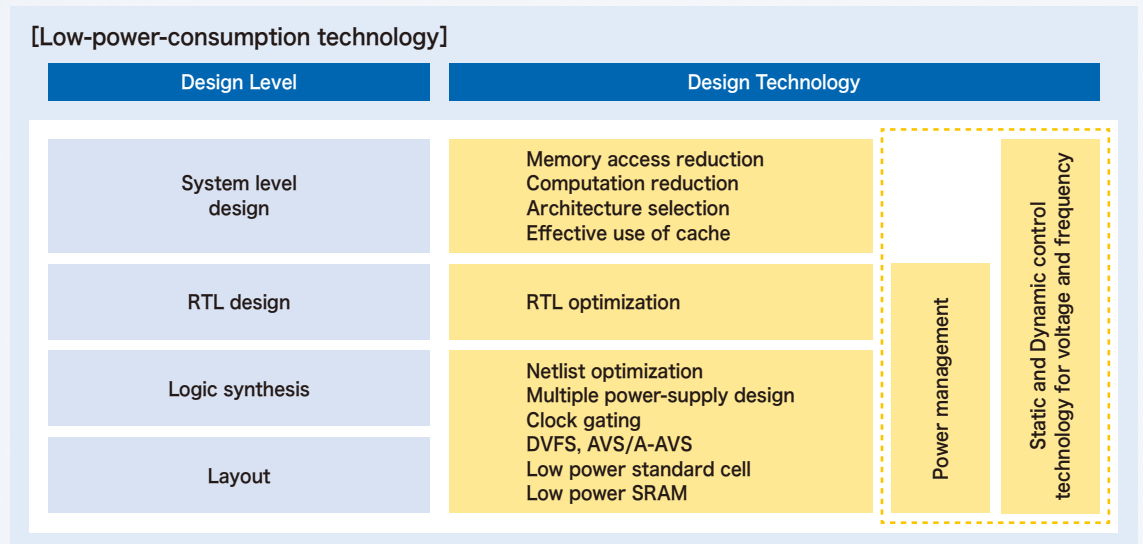 [Low-power-consumption technology]
Design Level
Design Technology
System level
design
Memory access reduction
Computation reduction
Architecture selection
Effective use of cache
RTL design
RTL optimization
Logic synthesis
Layout
Netlist optimization
Multiple power-supply design
Clock gating
DVFS, AVS/A-AVS
Low power standard cell
Low power SRAM
Power management
Static and Dynamic control
technology for voltage and frequency